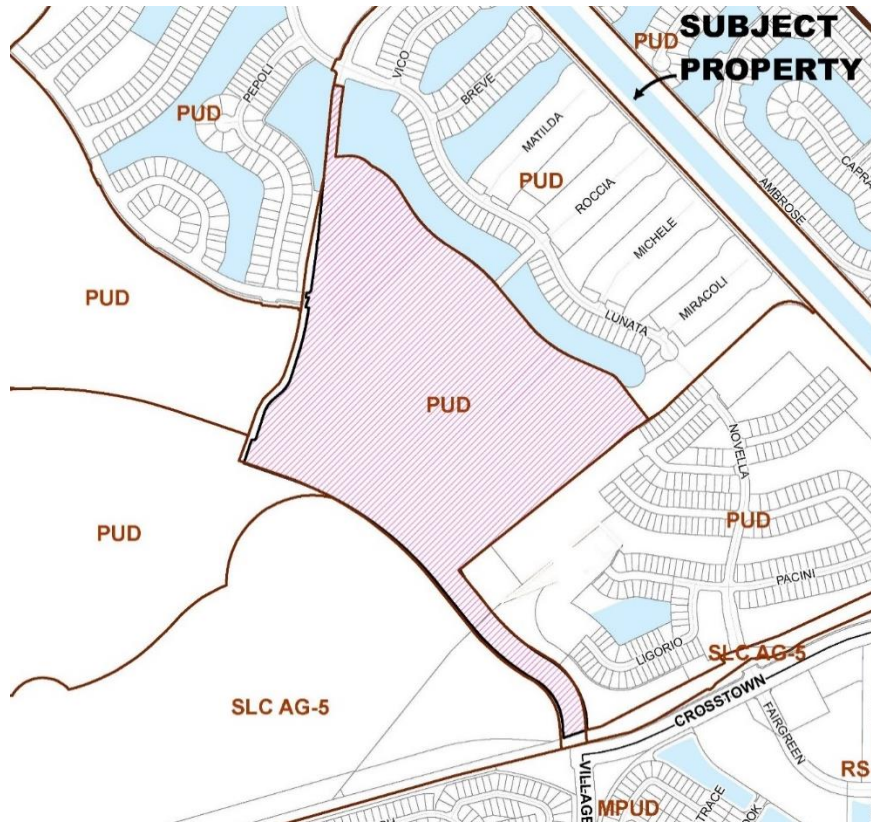 PUD
SUBJECT
PROPERTY
VICO
BREVE
PEPOLI
PUD
MATILDA
CAPRA
PUD
AMBROSE
ROCCIA
MICHELE
MIRACOLI
PUD
LUNATA
PUD
NOVELLA
PUD
PUD
PACINI
LIGORIO
SLC AG-5
SLC AG-5
CROSSTOWN
FAIRGREEN
VILLAGE
RS
MPUD
TRACE